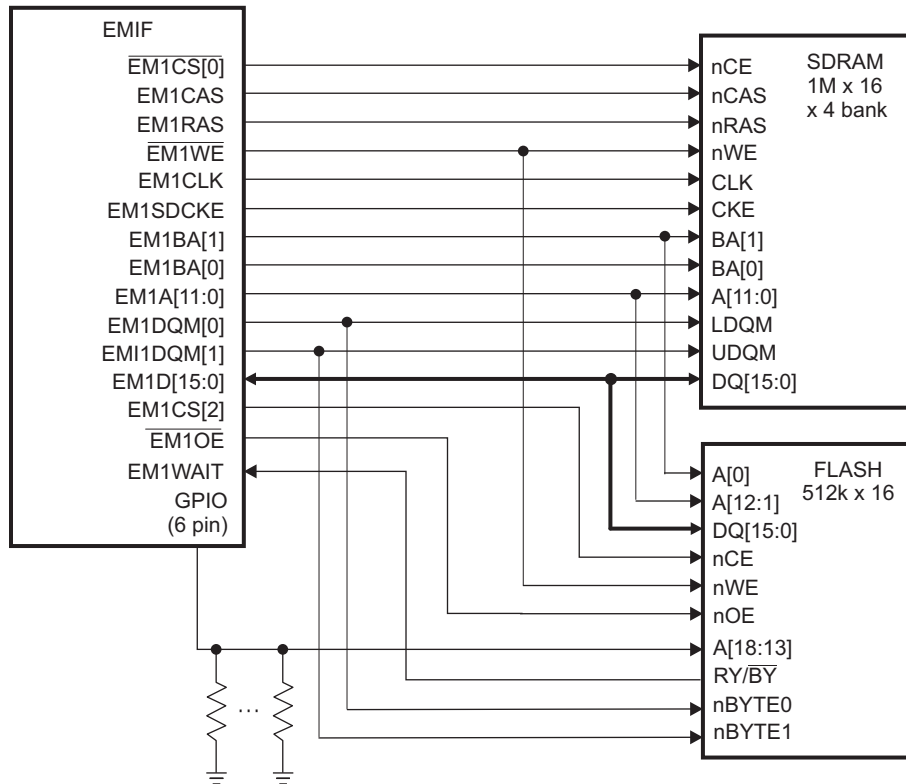 EMIF
EM1CS[0]
EM1CAS
EM1RAS
EM1WE
EM1CLK
EM1SDCKE
EM1BA[1]
EM1BA[0]
EM1A[11:0]
EM1DQM[0]
EMI1DQM[1]
EM1D[15:0]
EM1CS[2]
EM1OE
EM1WAIT
GPIO
(6 pin)
...
SDRAM
1M x 16
x 4 bank
nCE
nCAS
nRAS
nWE
CLK
CKE
BA[1]
BA[0]
A[11:0]
LDQM
UDQM
DQ[15:0]
FLASH
512k x 16
A[0]
A[12:1]
DQ[15:0]
nCE
nWE
nOE
A[18:13]
RY/BY
nBYTE0
nBYTE1